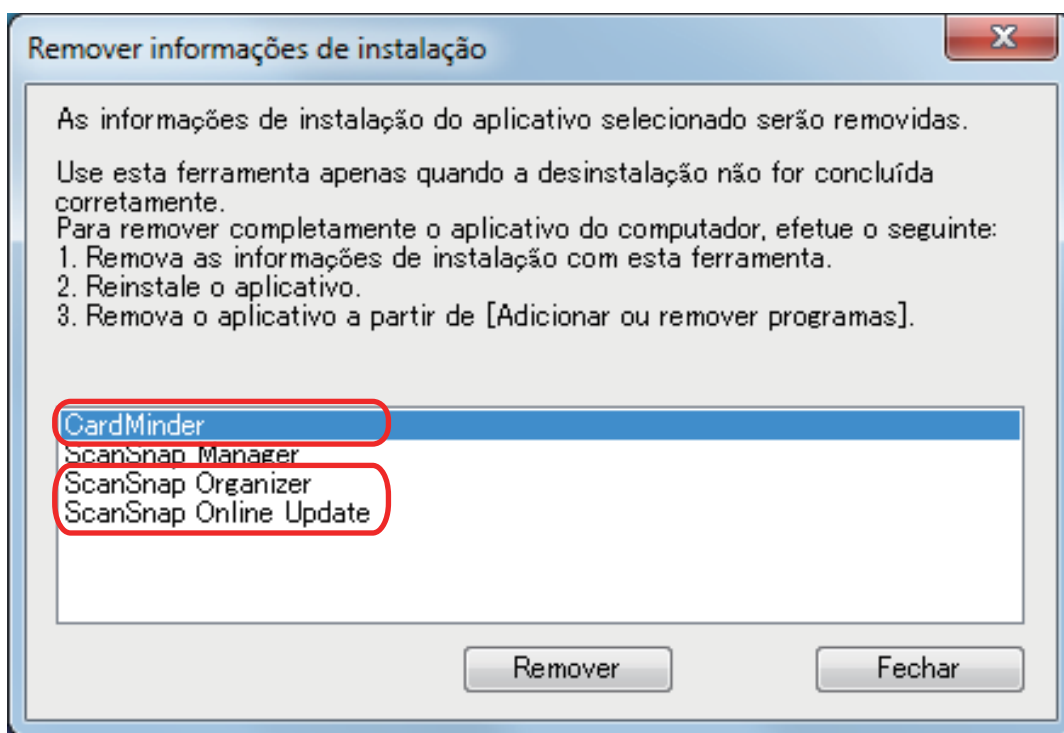 Remover informações de instalação
As informações de instalação do aplicativo selecionado serão removidas.
Use esta ferramenta apenas quando a desinstalação não for concluída
corretamente.
Para remover completamente o aplicativo do computador, efetue o seguinte:
1. Remova as informações de instalação com esta ferramenta.
2. Reinstale o aplicativo.
3. Remova o aplicativo a partir de [Adicionar ou remover programas].
CardMinder
ScanSnap Manager
ScanSnap Organizer
ScanSnap Online Update
Remover
Fechar